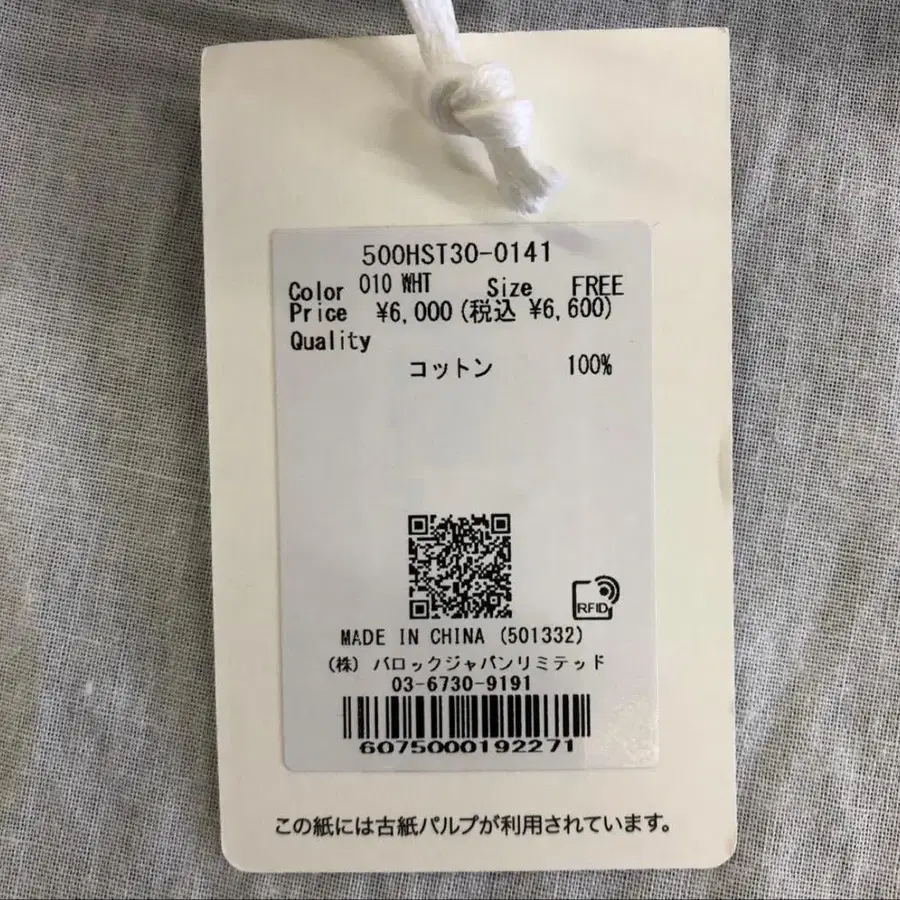 500HST30-0141
Color 010 WHT Size FREE
Price ¥6,000(税込 ¥6,600)
Quality
コットン 100%
RFID
MADE IN CHINA (501332)
(株) バロックジャパンリミテッド
03-6730-9191
6075000192271
この紙には古紙パルプが利用されています。